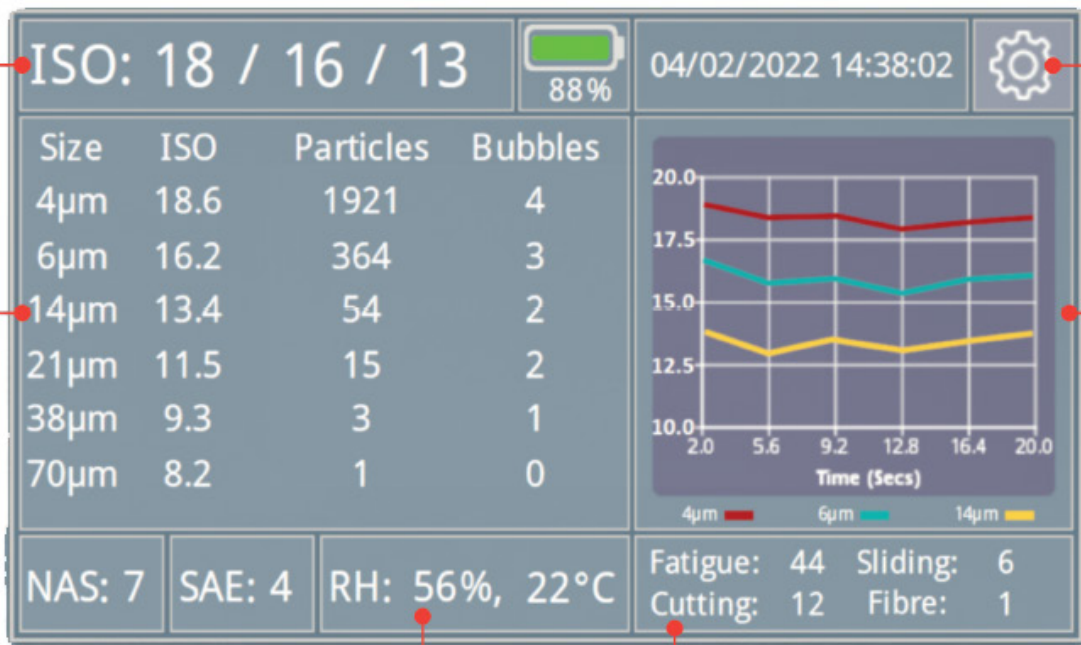 ISO: 18 / 16 / 13
88%
04/02/2022 14:38:02
Size ISO Particles Bubbles
4µm 18.6 1921 4
6µm 16.2 364 3
14µm 13.4 54 2
21µm 11.5 15 2
38µm 9.3 3 1
70µm 8.2 1 0
20.0
17.5
15.0
12.5
10.0
2.0 5.6 9.2 12.8 16.4 20.0
Time (Secs)
4µm 6µm 14µm
NAS: 7
SAE: 4
RH: 56%, 22°C
Fatigue: 44 Sliding: 6
Cutting: 12 Fibre: 1